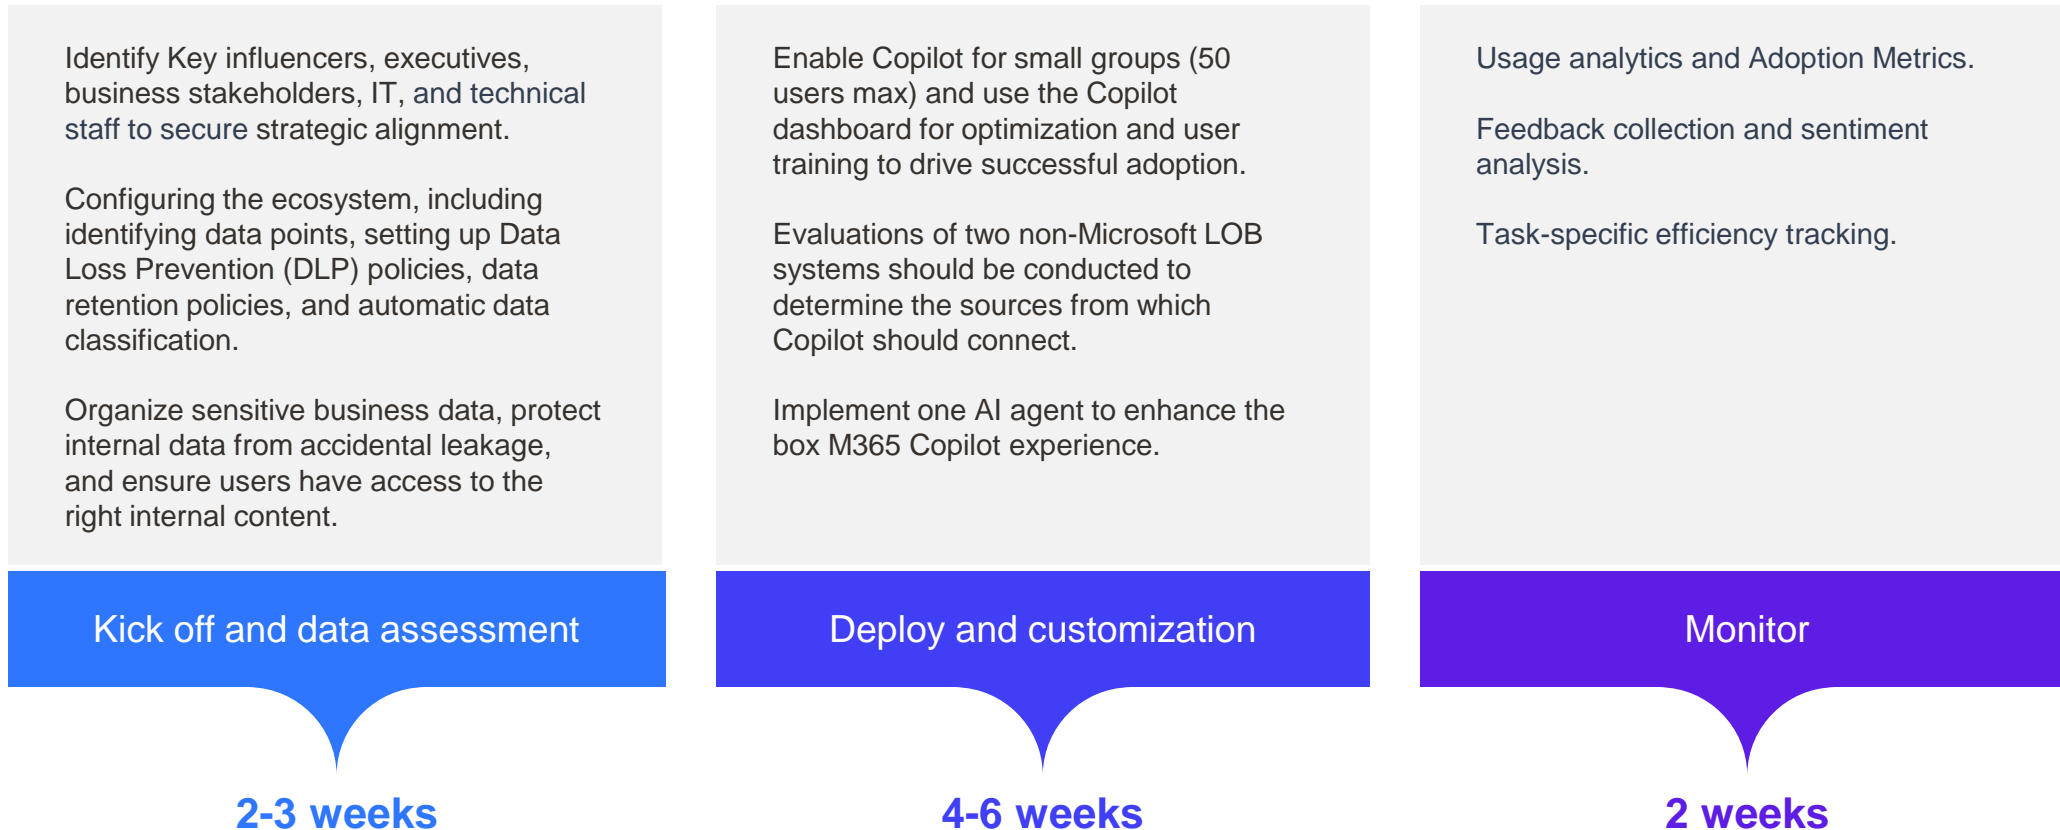 Identify Key influencers, executives,
business stakeholders, IT, and technical
staff to secure strategic alignment.
Configuring the ecosystem, including
identifying data points, setting up Data
Loss Prevention (DLP) policies, data
retention policies, and automatic data
classification.
Organize sensitive business data, protect
internal data from accidental leakage,
and ensure users have access to the
right internal content.
Kick off and data assessment
2-3 weeks
Enable Copilot for small groups (50
users max) and use the Copilot
dashboard for optimization and user
training to drive successful adoption.
Evaluations of two non-Microsoft LOB
systems should be conducted to
determine the sources from which
Copilot should connect.
Implement one AI agent to enhance the
box M365 Copilot experience.
Deploy and customization
4-6 weeks
Usage analytics and Adoption Metrics.
Feedback collection and sentiment
analysis.
Task-specific efficiency tracking.
Monitor
2 weeks